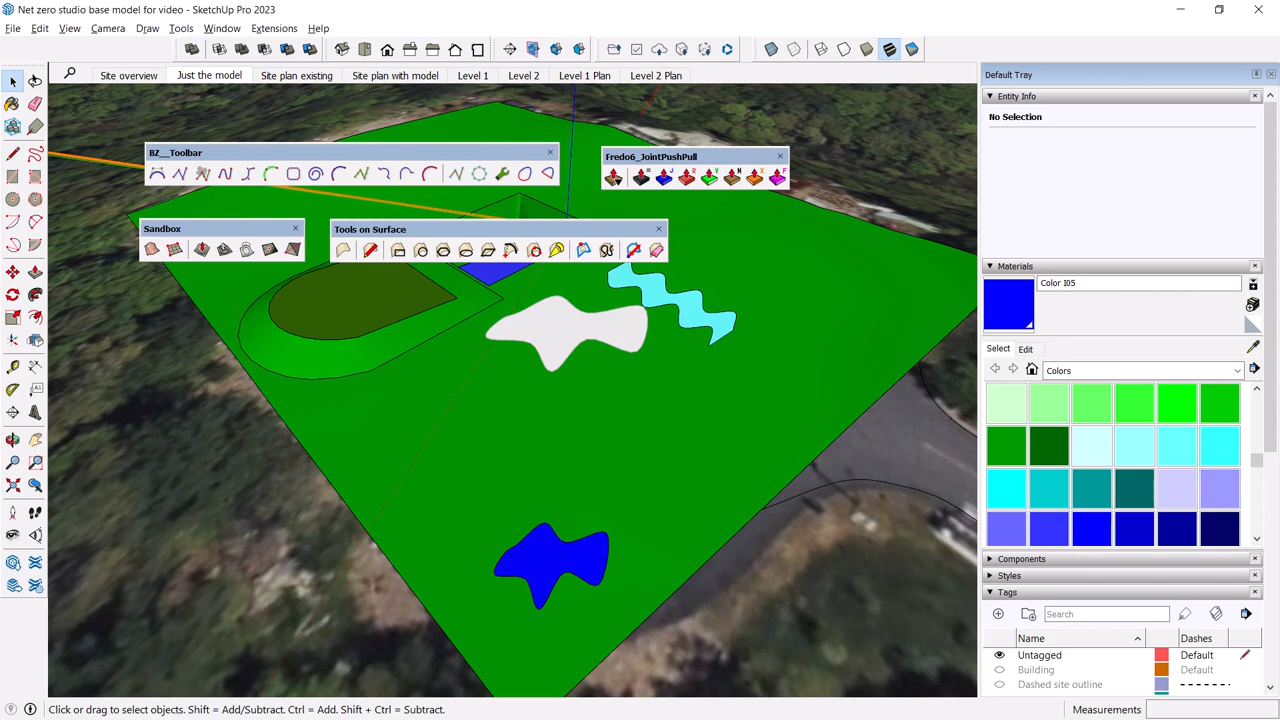 Net zero studio base model for video - SketchUp Pro 2023
File Edit View Camera Draw Tools Window Extensions Help
Site overview Just the model Site plan existing Site plan with model Level 1 Level 2 Level 1 Plan Level 2 Plan
Default Tray
Entity Info
No Selection
BZ__Toolbar
Fredo6_JointPushPull
Sandbox
Tools on Surface
Materials
Color I05
Select Edit
Colors
Components
Styles
Tags
Search
Name Dashes
Untagged Default
Building Default
Dashed site outline
Click or drag to select objects. Shift = Add/Subtract. Ctrl = Add. Shift + Ctrl = Subtract.
Measurements